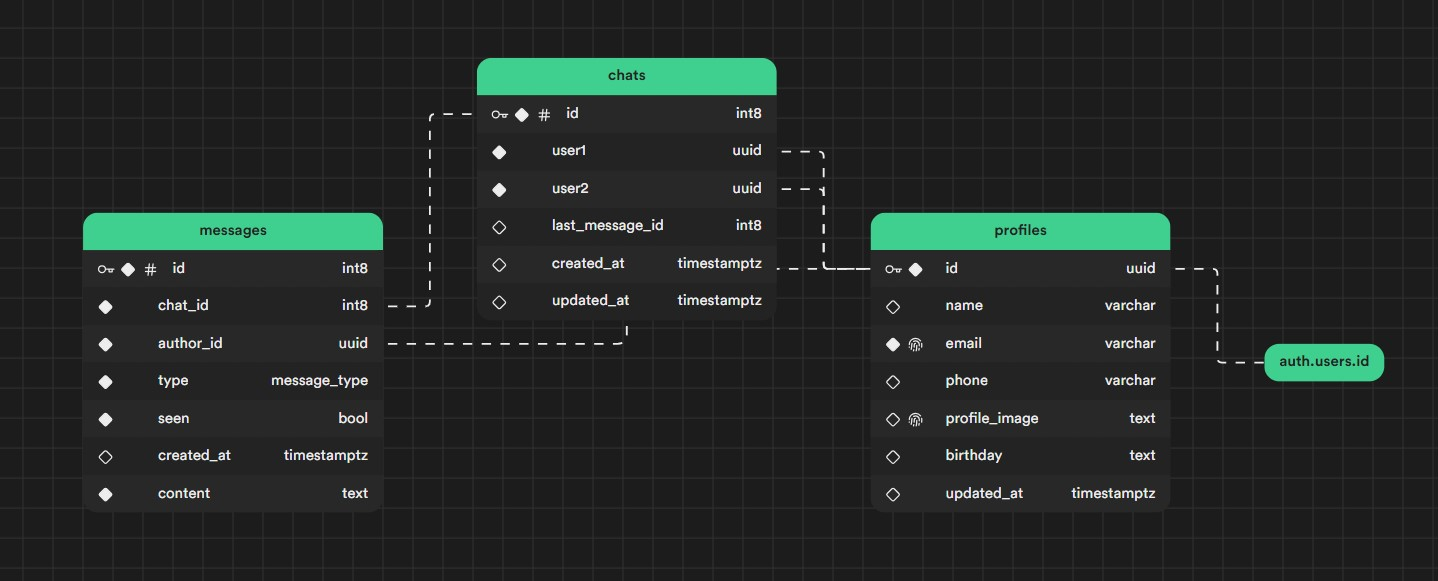 chats
# id int8
user1 uuid
user2 uuid
last_message_id int8
created_at timestamptz
updated_at timestamptz
messages
# id int8
chat_id int8
author_id uuid
type message_type
seen bool
created_at timestamptz
content text
profiles
id uuid
name varchar
email varchar
phone varchar
profile_image text
birthday text
updated_at timestamptz
auth.users.id